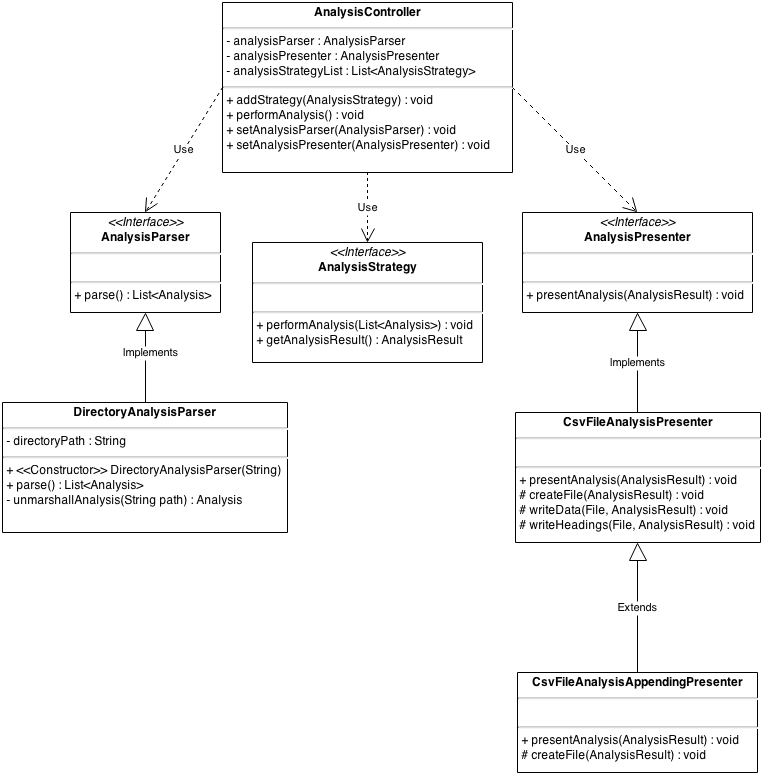 AnalysisController
- analysisParser : AnalysisParser
- analysisPresenter : AnalysisPresenter
- analysisStrategyList : List<AnalysisStrategy>
+ addStrategy(AnalysisStrategy) : void
+ performAnalysis() : void
+ setAnalysisParser(AnalysisParser) : void
+ setAnalysisPresenter(AnalysisPresenter) : void
Use
Use
Use
<<Interface>>
AnalysisParser
+ parse() : List<Analysis>
<<Interface>>
AnalysisStrategy
+ performAnalysis(List<Analysis>) : void
+ getAnalysisResult() : AnalysisResult
<<Interface>>
AnalysisPresenter
+ presentAnalysis(AnalysisResult) : void
Implements
Implements
DirectoryAnalysisParser
- directoryPath : String
+ <<Constructor>> DirectoryAnalysisParser(String)
+ parse() : List<Analysis>
- unmarshallAnalysis(String path) : Analysis
CsvFileAnalysisPresenter
+ presentAnalysis(AnalysisResult) : void
# createFile(AnalysisResult) : void
# writeData(File, AnalysisResult) : void
# writeHeadings(File, AnalysisResult) : void
Extends
CsvFileAnalysisAppendingPresenter
+ presentAnalysis(AnalysisResult) : void
# createFile(AnalysisResult) : void